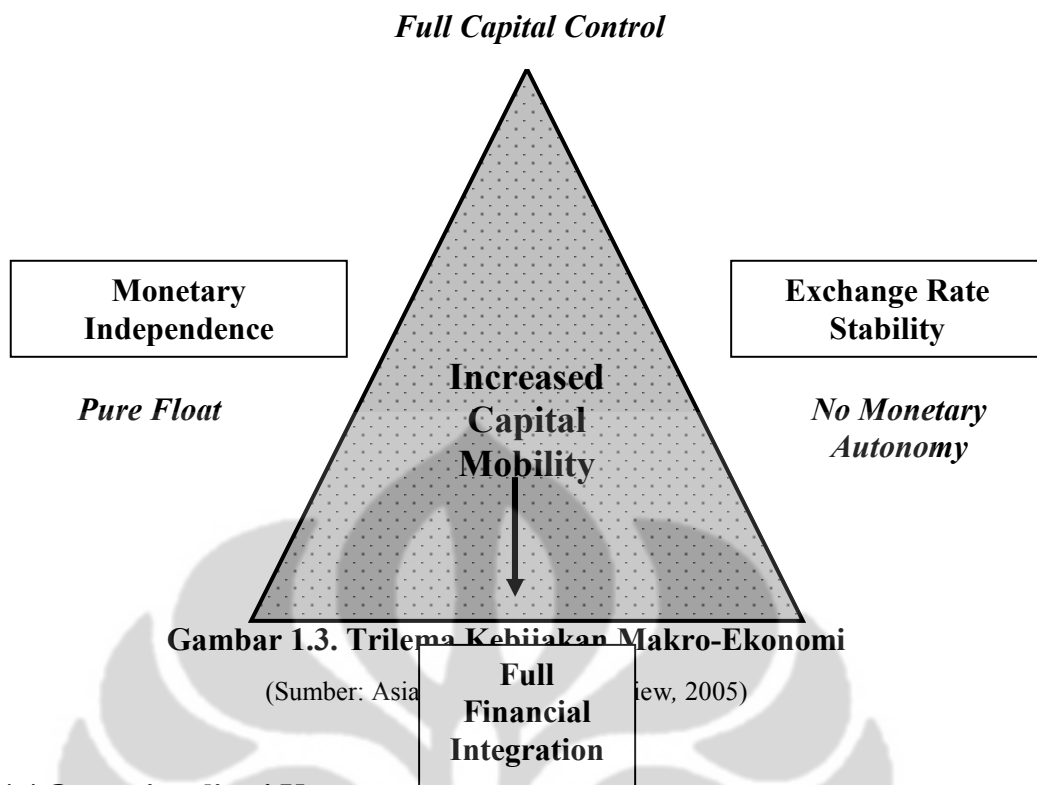 Full Capital Control
Monetary
Independence
Exchange Rate
Stability
Pure Float
No Monetary
Autonomy
Increased
Capital
Mobility
Gambar 1.3. Trilema Kebijakan Makro-Ekonomi
(Sumber: Asia iew, 2005)
Full
Financial
Integration